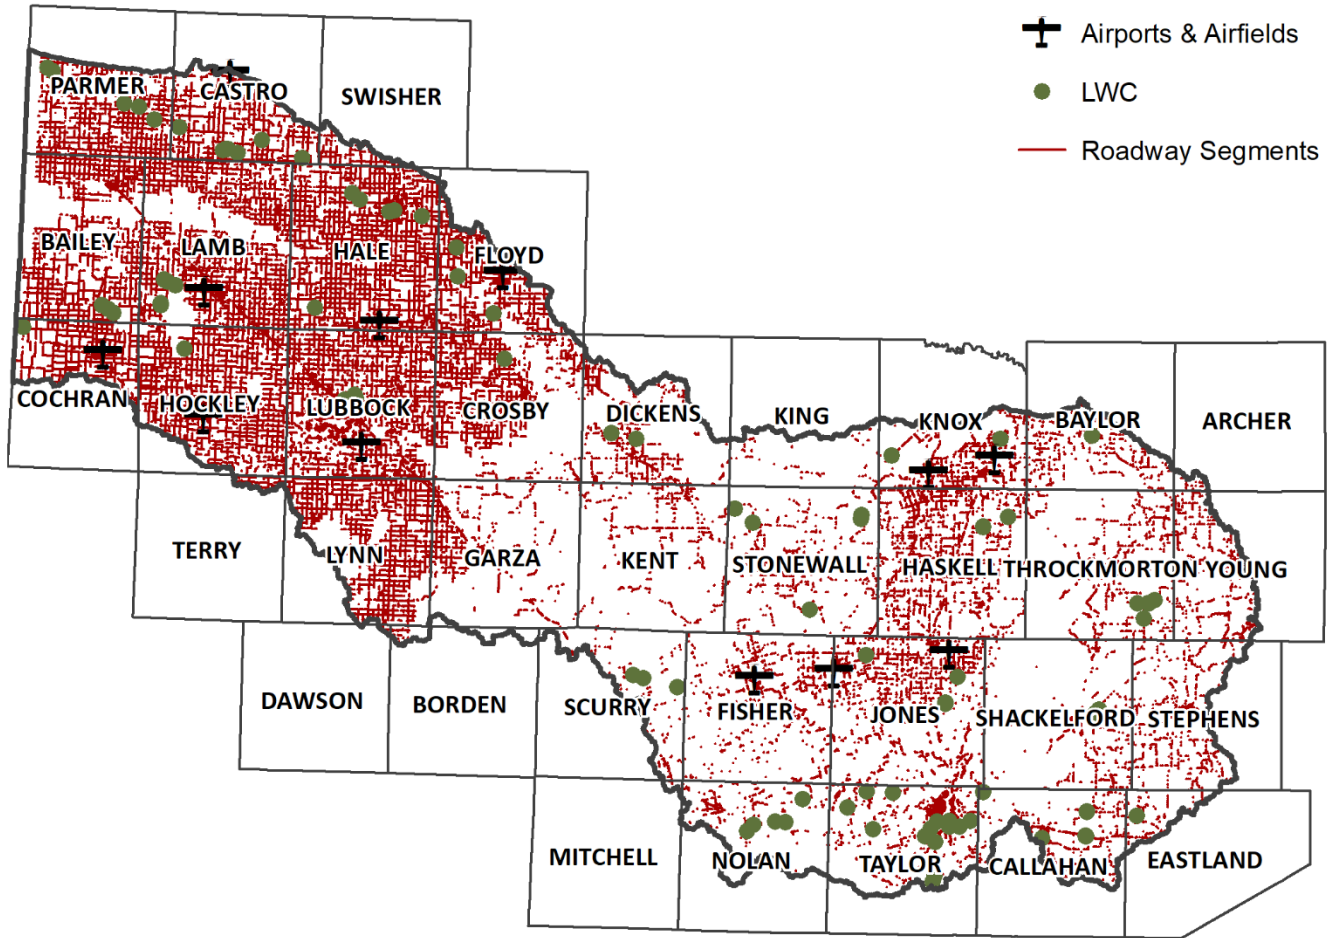 Airports & Airfields
LWC
Roadway Segments
PARMER
CASTRO
SWISHER
BAILEY
LAMB
HALE
FLOYD
COCHRAN
HOCKLEY
LUBBOCK
CROSBY
DICKENS
KING
KNOX
BAYLOR
ARCHER
TERRY
LYNN
GARZA
KENT
STONEWALL
HASKELL
THROCKMORTON
YOUNG
DAWSON
BORDEN
SCURRY
FISHER
JONES
SHACKELFORD
STEPHENS
MITCHELL
NOLAN
TAYLOR
CALLAHAN
EASTLAND